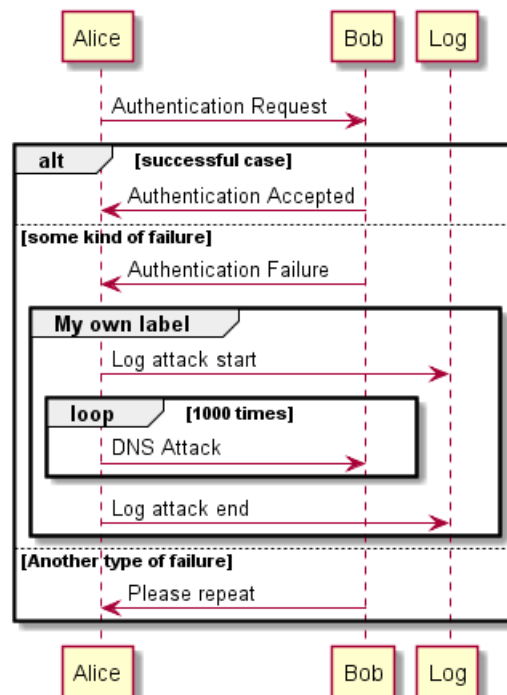 Alice Bob Log
Authentication Request
alt [successful case]
Authentication Accepted
[some kind of failure]
Authentication Failure
My own label
Log attack start
loop [1000 times]
DNS Attack
Log attack end
[Another type of failure]
Please repeat
Alice Bob Log